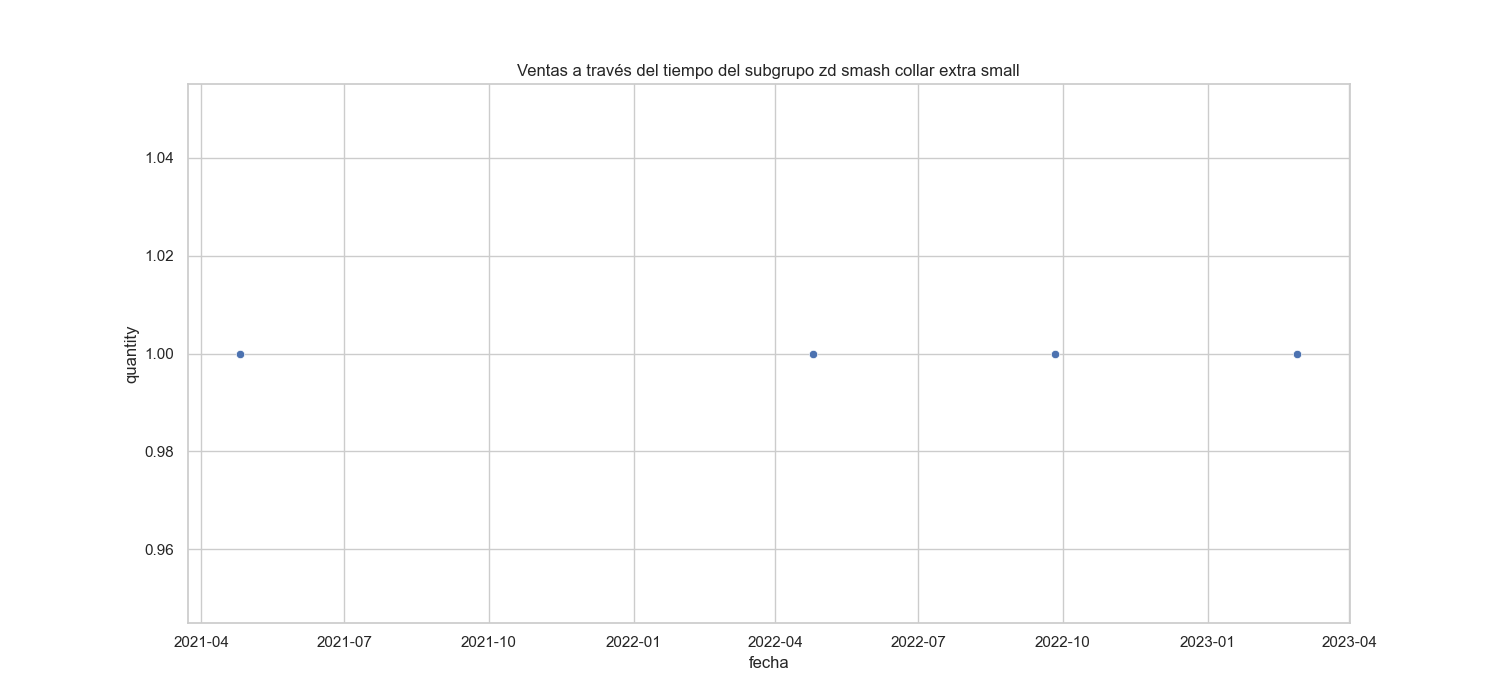 Ventas a través del tiempo del subgrupo zd smash collar extra small
1.04
1.02
1.00
0.98
0.96
quantity
2021-04 2021-07 2021-10 2022-01 2022-04 2022-07 2022-10 2023-01 2023-04
fecha